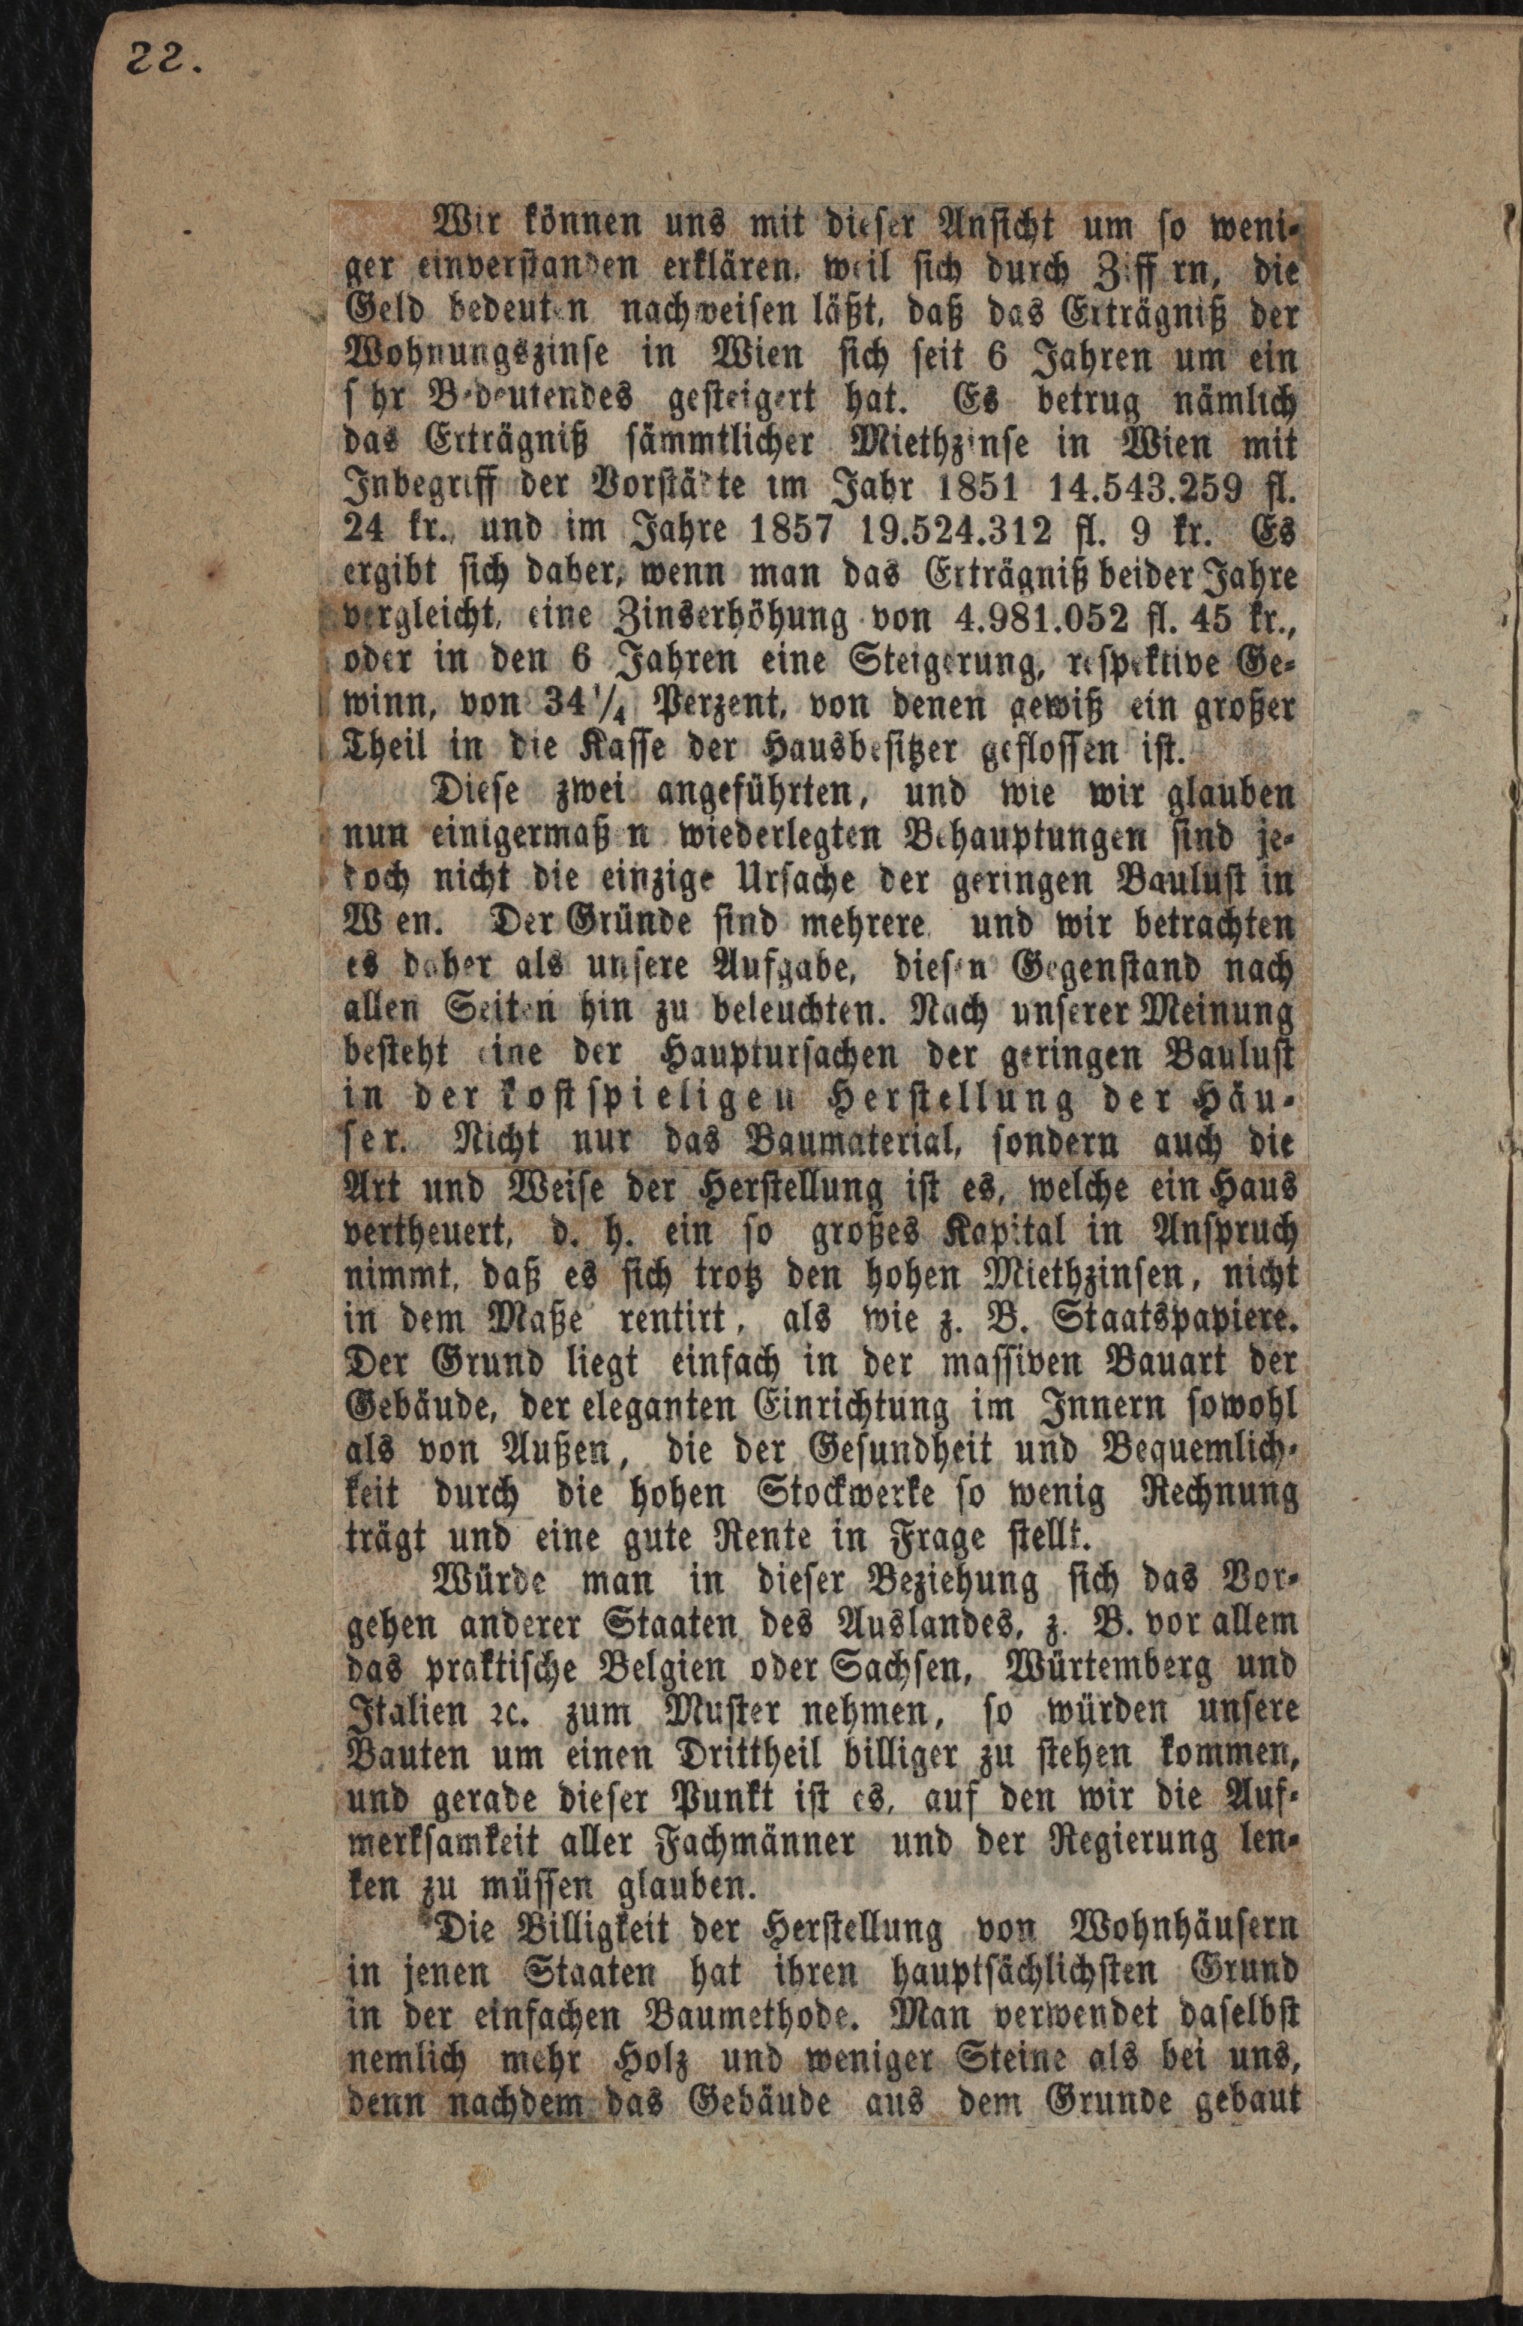 22.
Wir können uns mit dieser Ansicht um so weni-
ger einverstanden erklären, weil sich durch Ziffern, die
Geld bedeuten nachweisen läßt, daß das Erträgniß der
Wohnungszinse in Wien sich seit 6 Jahren um ein
sehr Bedeutendes gesteigert hat. Es betrug nämlich
das Erträgniß sämmtlicher Miethzinse in Wien mit
Inbegriff der Vorstädte im Jahr 1851 14.543.259 fl.
24 kr., und im Jahre 1857 19.524.312 fl. 9 kr. Es
ergibt sich daher, wenn man das Erträgniß beider Jahre
vergleicht, eine Zinserhöhung von 4.981.052 fl. 45 kr.,
oder in den 6 Jahren eine Steigerung, respektive Ge-
winn, von 34 1/4 Perzent, von denen gewiß ein großer
Theil in die Kasse der Hausbesitzer geflossen ist.
Diese zwei angeführten, und wie wir glauben
nun einigermaßen wiederlegten Behauptungen sind je-
doch nicht die einzige Ursache der geringen Baulust in
Wien. Der Gründe sind mehrere und wir betrachten
es daher als unsere Aufgabe, diesen Gegenstand nach
allen Seiten hin zu beleuchten. Nach unserer Meinung
besteht eine der Hauptursachen der geringen Baulust
in der kostspieligen Herstellung der Häu-
ser. Nicht nur das Baumaterial, sondern auch die
Art und Weise der Herstellung ist es, welche ein Haus
vertheuert, d. h. ein so großes Kapital in Anspruch
nimmt, daß es sich trotz den hohen Miethzinsen, nicht
in dem Maße rentirt, als wie z. B. Staatspapiere.
Der Grund liegt einfach in der massiven Bauart der
Gebäude, der eleganten Einrichtung im Innern sowohl
als von Außen, die der Gesundheit und Bequemlich-
keit durch die hohen Stockwerke so wenig Rechnung
trägt und eine gute Rente in Frage stellt.
Würde man in dieser Beziehung sich das Vor-
gehen anderer Staaten des Auslandes, z. B. vor allem
das praktische Belgien oder Sachsen, Würtemberg und
Italien ꝛc. zum Muster nehmen, so würden unsere
Bauten um einen Drittheil billiger zu stehen kommen,
und gerade dieser Punkt ist es, auf den wir die Auf-
merksamkeit aller Fachmänner und der Regierung len-
ken zu müssen glauben.
Die Billigkeit der Herstellung von Wohnhäusern
in jenen Staaten hat ihren hauptsächlichsten Grund
in der einfachen Baumethode. Man verwendet daselbst
nemlich mehr Holz und weniger Steine als bei uns,
denn nachdem das Gebäude aus dem Grunde gebaut